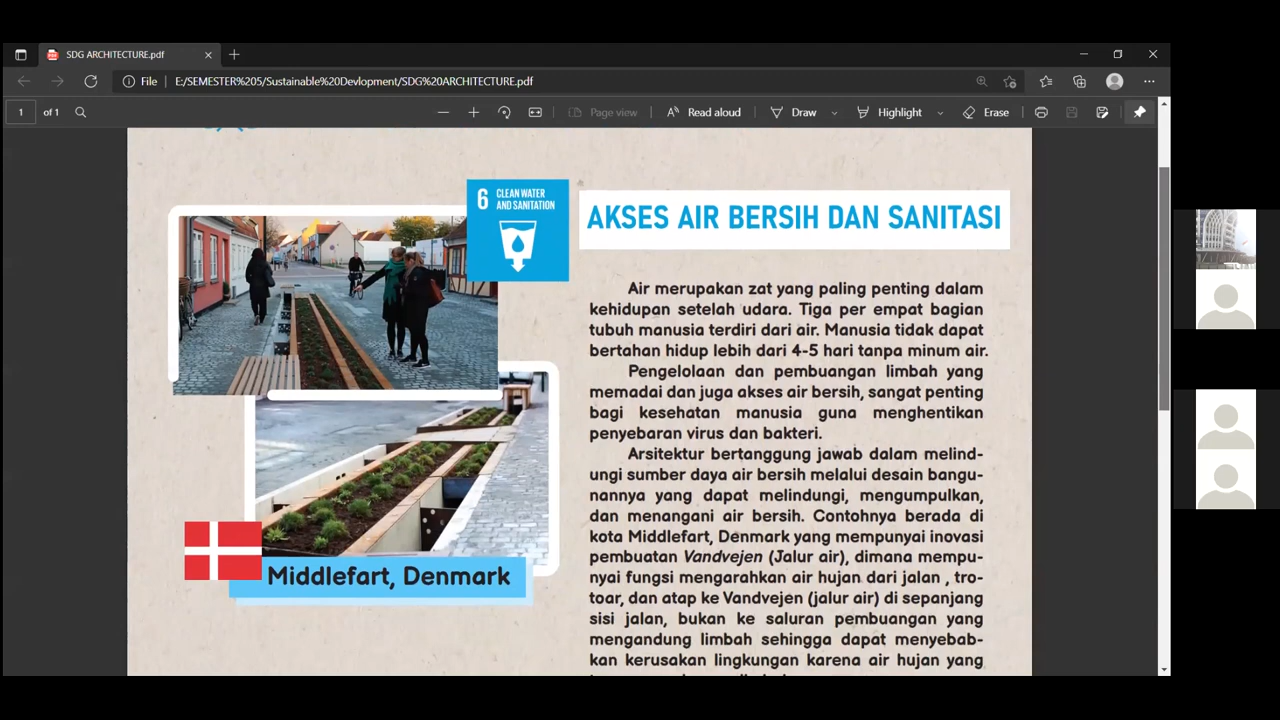 SDG ARCHITECTURE.pdf
File | E:/SEMESTER%205/Sustainable%20Devlopment/SDG%20ARCHITECTURE.pdf
1 of 1 Page view Read aloud Draw Highlight Erase
6 CLEAN WATER
AND SANITATION
AKSES AIR BERSIH DAN SANITASI
Air merupakan zat yang paling penting dalam
kehidupan setelah udara. Tiga per empat bagian
tubuh manusia terdiri dari air. Manusia tidak dapat
bertahan hidup lebih dari 4-5 hari tanpa minum air.
Pengelolaan dan pembuangan limbah yang
memadai dan juga akses air bersih, sangat penting
bagi kesehatan manusia guna menghentikan
penyebaran virus dan bakteri.
Arsitektur bertanggung jawab dalam melind-
ungi sumber daya air bersih melalui desain bangu-
nannya yang dapat melindungi, mengumpulkan,
dan menangani air bersih. Contohnya berada di
kota Middlefart, Denmark yang mempunyai inovasi
pembuatan Vandvejen (Jalur air), dimana mempu-
nyai fungsi mengarahkan air hujan dari jalan , tro-
toar, dan atap ke Vandvejen (jalur air) di sepanjang
sisi jalan, bukan ke saluran pembuangan yang
mengandung limbah sehingga dapat menyebab-
kan kerusakan lingkungan karena air hujan yang
Middlefart, Denmark